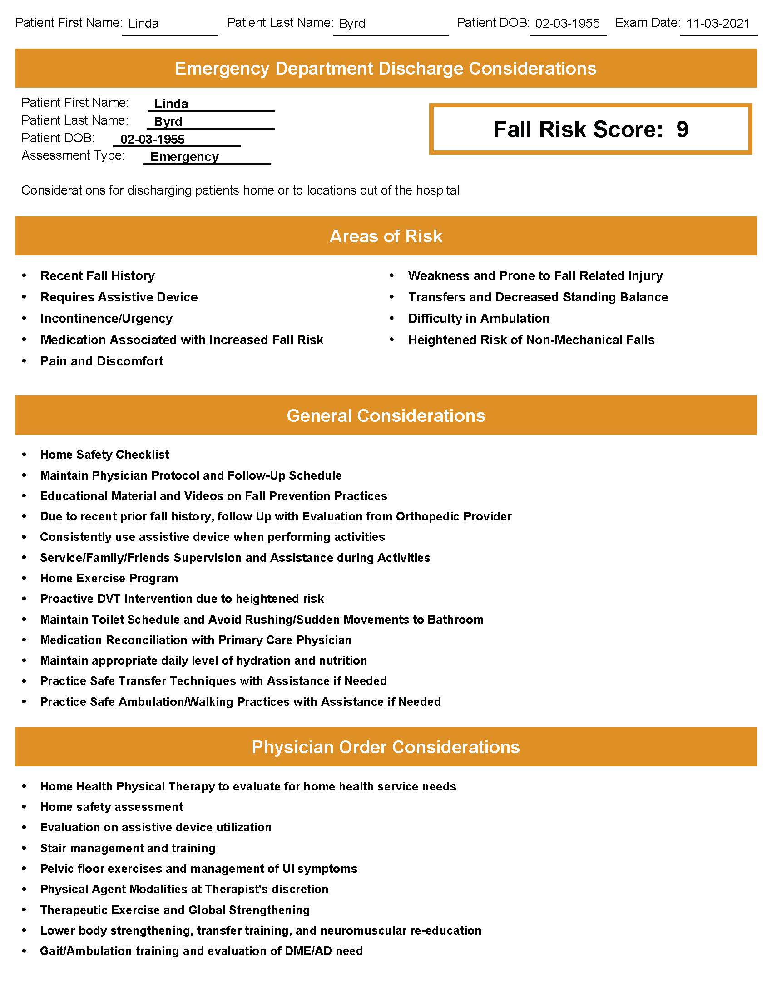 Patient First Name: Linda Patient Last Name: Byrd Patient DOB: 02-03-1955 Exam Date: 11-03-2021
Emergency Department Discharge Considerations
Patient First Name: Linda
Patient Last Name: Byrd
Patient DOB: 02-03-1955
Assessment Type: Emergency
Fall Risk Score: 9
Considerations for discharging patients home or to locations out of the hospital
Areas of Risk
• Recent Fall History
• Requires Assistive Device
• Incontinence/Urgency
• Medication Associated with Increased Fall Risk
• Pain and Discomfort
• Weakness and Prone to Fall Related Injury
• Transfers and Decreased Standing Balance
• Difficulty in Ambulation
• Heightened Risk of Non-Mechanical Falls
General Considerations
• Home Safety Checklist
• Maintain Physician Protocol and Follow-Up Schedule
• Educational Material and Videos on Fall Prevention Practices
• Due to recent prior fall history, follow Up with Evaluation from Orthopedic Provider
• Consistently use assistive device when performing activities
• Service/Family/Friends Supervision and Assistance during Activities
• Home Exercise Program
• Proactive DVT Intervention due to heightened risk
• Maintain Toilet Schedule and Avoid Rushing/Sudden Movements to Bathroom
• Medication Reconciliation with Primary Care Physician
• Maintain appropriate daily level of hydration and nutrition
• Practice Safe Transfer Techniques with Assistance if Needed
• Practice Safe Ambulation/Walking Practices with Assistance if Needed
Physician Order Considerations
• Home Health Physical Therapy to evaluate for home health service needs
• Home safety assessment
• Evaluation on assistive device utilization
• Stair management and training
• Pelvic floor exercises and management of UI symptoms
• Physical Agent Modalities at Therapist's discretion
• Therapeutic Exercise and Global Strengthening
• Lower body strengthening, transfer training, and neuromuscular re-education
• Gait/Ambulation training and evaluation of DME/AD need